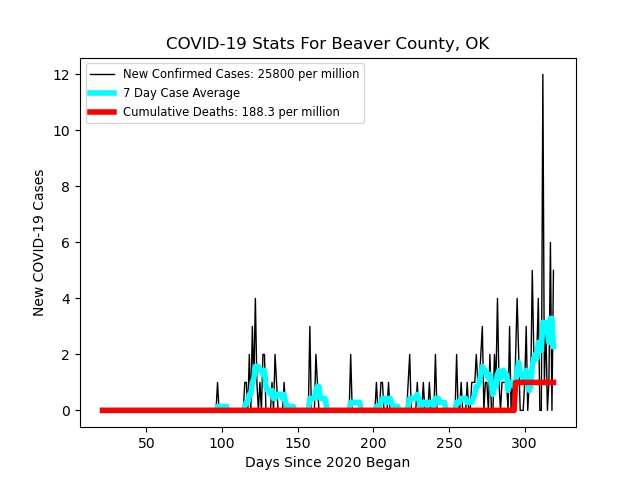 COVID-19 Stats For Beaver County, OK
New Confirmed Cases: 25800 per million
7 Day Case Average
Cumulative Deaths: 188.3 per million
New COVID-19 Cases
12
10
8
6
4
2
0
50 100 150 200 250 300
Days Since 2020 Began